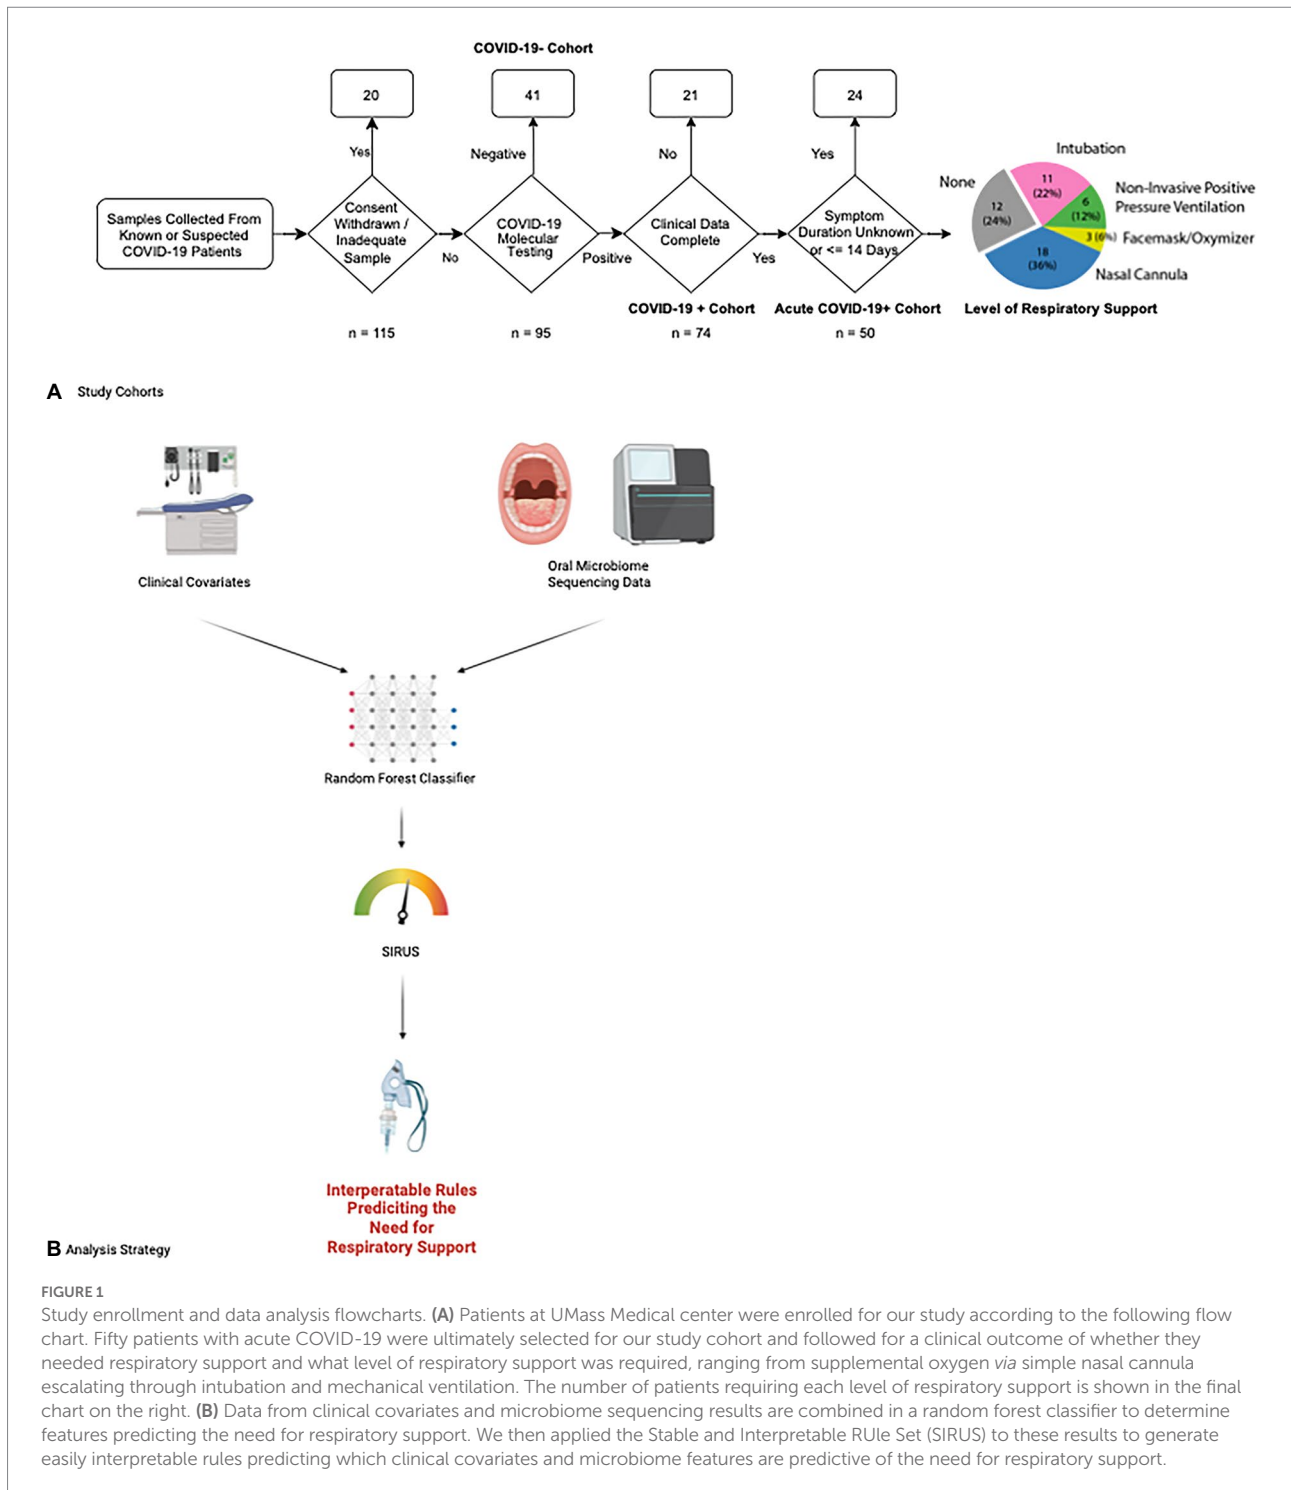 COVID-19- Cohort
20
41
21
24
Yes
Negative
No
Yes
Samples Collected From
Known or Suspected
COVID-19 Patients
Consent
Withdrawn /
Inadequate
Sample
No
COVID-19
Molecular
Testing
Positive
Clinical Data
Complete
Yes
Symptom
Duration Unknown
or <= 14 Days
None
12
(24%)
Intubation
11
(22%)
Non-Invasive Positive
Pressure Ventilation
6
(12%)
Facemask/Oxymizer
3 (6%)
Nasal Cannula
18
(36%)
COVID-19 + Cohort
Acute COVID-19+ Cohort
Level of Respiratory Support
n = 115
n = 95
n = 74
n = 50
A Study Cohorts
Clinical Covariates
Oral Microbiome
Sequencing Data
Random Forest Classifier
SIRUS
Interperatable Rules
Prediciting the
Need for
Respiratory Support
B Analysis Strategy
FIGURE 1
Study enrollment and data analysis flowcharts. (A) Patients at UMass Medical center were enrolled for our study according to the following flow
chart. Fifty patients with acute COVID-19 were ultimately selected for our study cohort and followed for a clinical outcome of whether they
needed respiratory support and what level of respiratory support was required, ranging from supplemental oxygen via simple nasal cannula
escalating through intubation and mechanical ventilation. The number of patients requiring each level of respiratory support is shown in the final
chart on the right. (B) Data from clinical covariates and microbiome sequencing results are combined in a random forest classifier to determine
features predicting the need for respiratory support. We then applied the Stable and Interpretable RUle Set (SIRUS) to these results to generate
easily interpretable rules predicting which clinical covariates and microbiome features are predictive of the need for respiratory support.